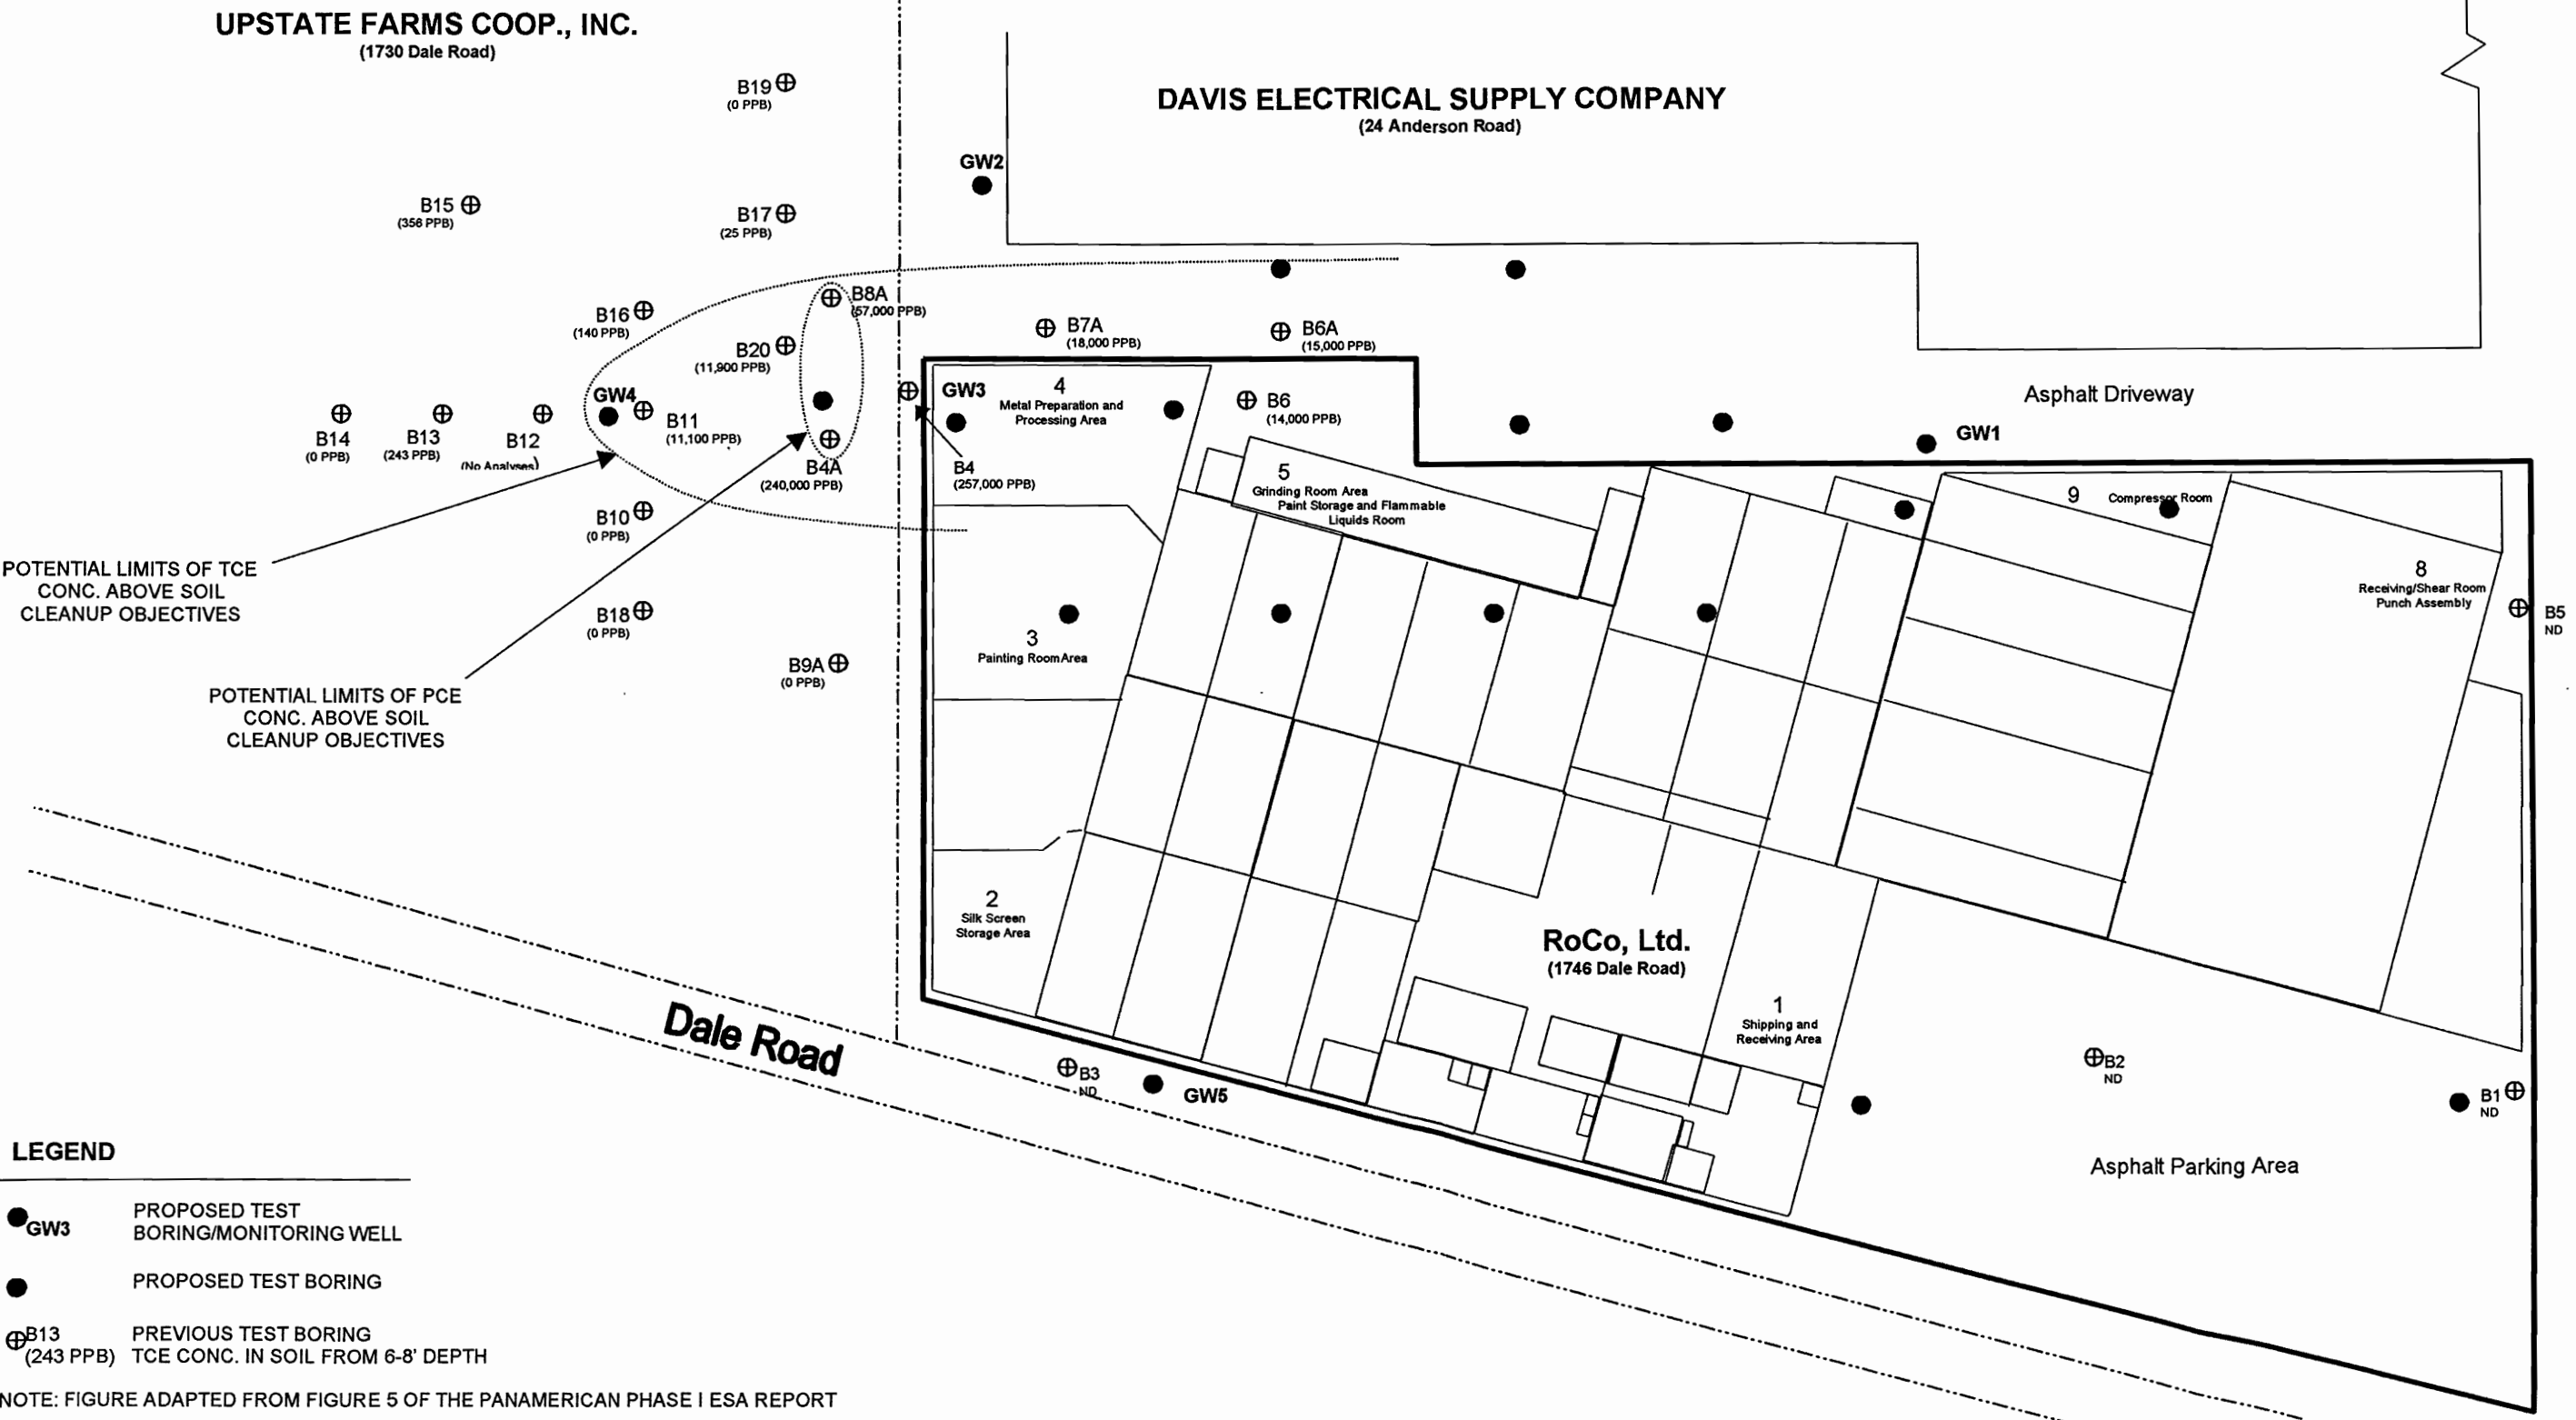 UPSTATE FARMS COOP., INC.
(1730 Dale Road)
DAVIS ELECTRICAL SUPPLY COMPANY
(24 Anderson Road)
B19
(0 PPB)
GW2
B15
(356 PPB)
B17
(25 PPB)
B8A
(57,000 PPB)
B16
(140 PPB)
B7A
(18,000 PPB)
B6A
(15,000 PPB)
B20
(11,900 PPB)
GW4
B11
(11,100 PPB)
GW3
4
Metal Preparation and
Processing Area
B6
(14,000 PPB)
Asphalt Driveway
GW1
B14
(0 PPB)
B13
(243 PPB)
B12
(No Analyses)
B4A
(240,000 PPB)
B4
(257,000 PPB)
5
Grinding Room Area
Paint Storage and Flammable
Liquids Room
9 Compressor Room
B10
(0 PPB)
POTENTIAL LIMITS OF TCE
CONC. ABOVE SOIL
CLEANUP OBJECTIVES
8
Receiving/Shear Room
Punch Assembly
B5
ND
B18
(0 PPB)
3
Painting Room Area
B9A
(0 PPB)
POTENTIAL LIMITS OF PCE
CONC. ABOVE SOIL
CLEANUP OBJECTIVES
2
Silk Screen
Storage Area
RoCo, Ltd.
(1746 Dale Road)
1
Shipping and
Receiving Area
Dale Road
B3
ND
GW5
B2
ND
B1
ND
Asphalt Parking Area
LEGEND
GW3
PROPOSED TEST
BORING/MONITORING WELL
PROPOSED TEST BORING
B13 PREVIOUS TEST BORING
(243 PPB) TCE CONC. IN SOIL FROM 6-8' DEPTH
NOTE: FIGURE ADAPTED FROM FIGURE 5 OF THE PANAMERICAN PHASE I ESA REPORT